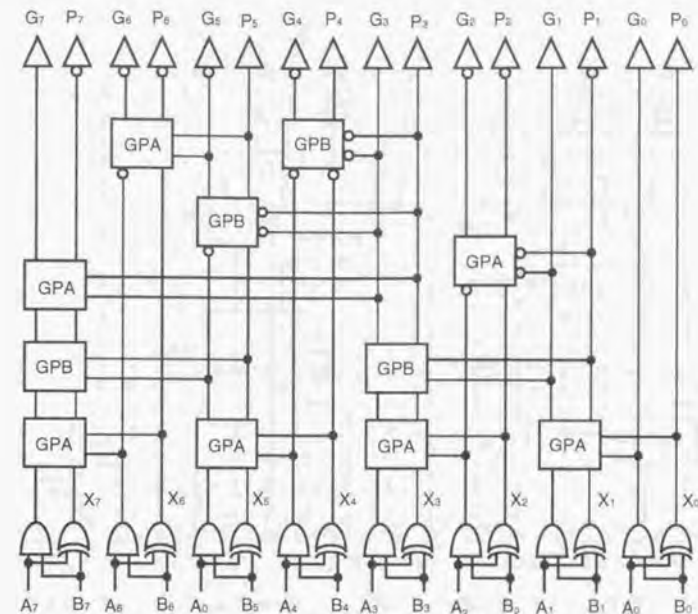 G₇ P₇ G₆ P₆ G₅ P₅ G₄ P₄ G₃ P₃ G₂ P₂ G₁ P₁ G₀ P₀
GPA GPB
GPB
GPA
GPA
GPB GPB
GPA GPA GPA GPA
X₇ X₆ X₅ X₄ X₃ X₂ X₁ X₀
A₇ B₇ A₆ B₆ A₀ B₅ A₄ B₄ A₃ B₃ A₂ B₂ A₁ B₁ A₀ B₀